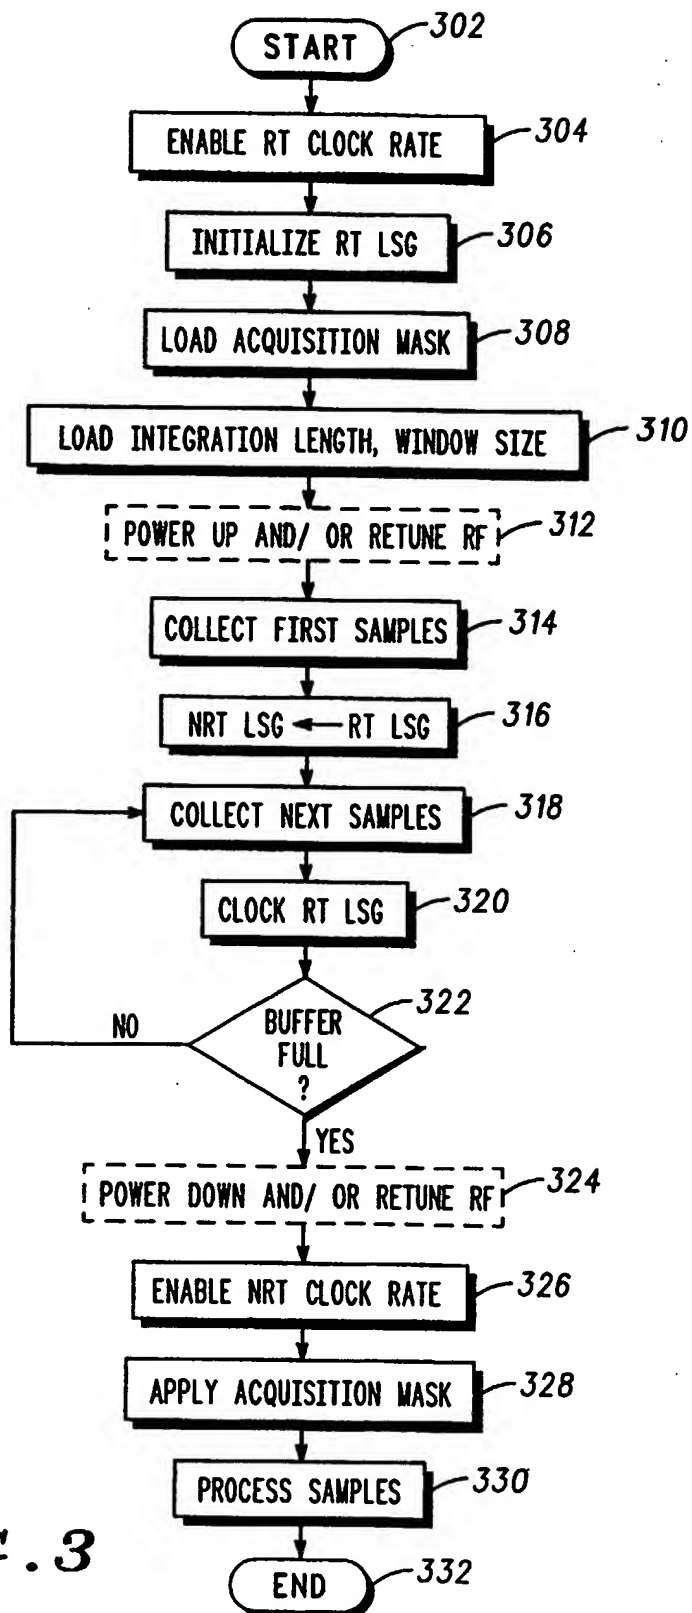 START 302
ENABLE RT CLOCK RATE 304
INITIALIZE RT LSG 306
LOAD ACQUISITION MASK 308
LOAD INTEGRATION LENGTH, WINDOW SIZE 310
POWER UP AND/ OR RETUNE RF 312
COLLECT FIRST SAMPLES 314
NRT LSG ← RT LSG 316
COLLECT NEXT SAMPLES 318
CLOCK RT LSG 320
BUFFER 322
FULL
?
NO
YES
POWER DOWN AND/ OR RETUNE RF 324
ENABLE NRT CLOCK RATE 326
APPLY ACQUISITION MASK 328
PROCESS SAMPLES 330
.3
END 332